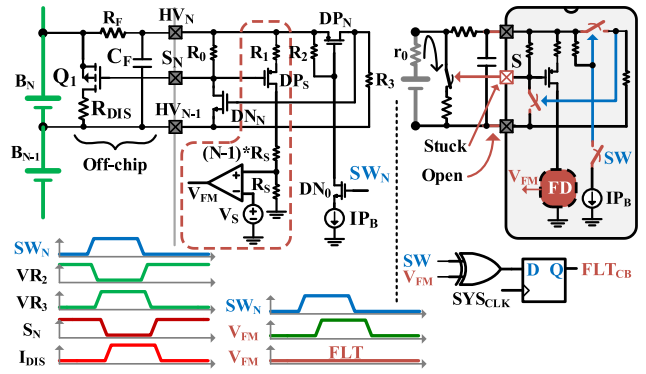 HV_N
DP_N
R_F
S_N
R_0
R_1
R_2
C_F
B_N
Q_1
DP_S
R_3
R_DIS
HV_N-1
DN_N
B_N-1
Off-chip
(N-1)*R_S
V_FM
R_S
V_S
SW_N
DN_0
IP_B
r_0
S
Stuck
Open
SW
V_FM
FD
IP_B
SW_N
VR_2
VR_3
S_N
I_DIS
SW_N
V_FM
V_FM
FLT
SW
V_FM
SYS_CLK
D Q
FLT_CB